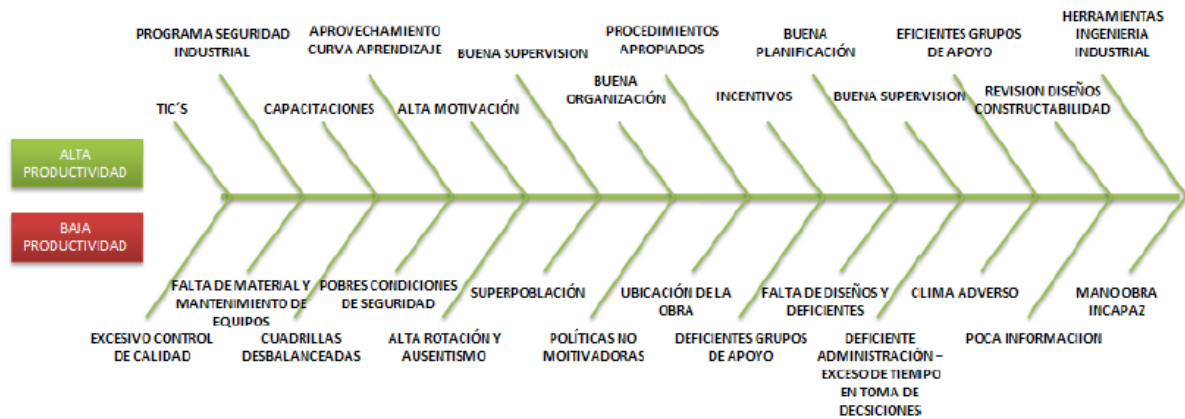 PROGRAMA SEGURIDAD
INDUSTRIAL
APROVECHAMIENTO
CURVA APRENDIZAJE
BUENA SUPERVISION
PROCEDIMIENTOS
APROPIADOS
BUENA
PLANIFICACIÓN
EFICIENTES GRUPOS
DE APOYO
HERRAMIENTAS
INGENIERIA
INDUSTRIAL
TIC´S
CAPACITACIONES
ALTA MOTIVACIÓN
BUENA
ORGANIZACIÓN
INCENTIVOS
BUENA SUPERVISION
REVISION DISEÑOS
CONSTRUCTABILIDAD
ALTA
PRODUCTIVIDAD
BAJA
PRODUCTIVIDAD
FALTA DE MATERIAL Y
MANTENIMIENTO DE
EQUIPOS
POBRES CONDICIONES
DE SEGURIDAD
SUPERPOBLACIÓN
UBICACIÓN DE LA
OBRA
FALTA DE DISEÑOS Y
DEFICIENTES
CLIMA ADVERSO
MANO OBRA
INCAPAZ
EXCESIVO CONTROL
DE CALIDAD
CUADRILLAS
DESBALANCEADAS
ALTA ROTACIÓN Y
AUSENTISMO
POLÍTICAS NO
MOITIVADORAS
DEFICIENTES GRUPOS
DE APOYO
DEFICIENTE
ADMINISTRACIÓN –
EXCESO DE TIEMPO
EN TOMA DE
DECSICIONES
POCA INFORMACIION